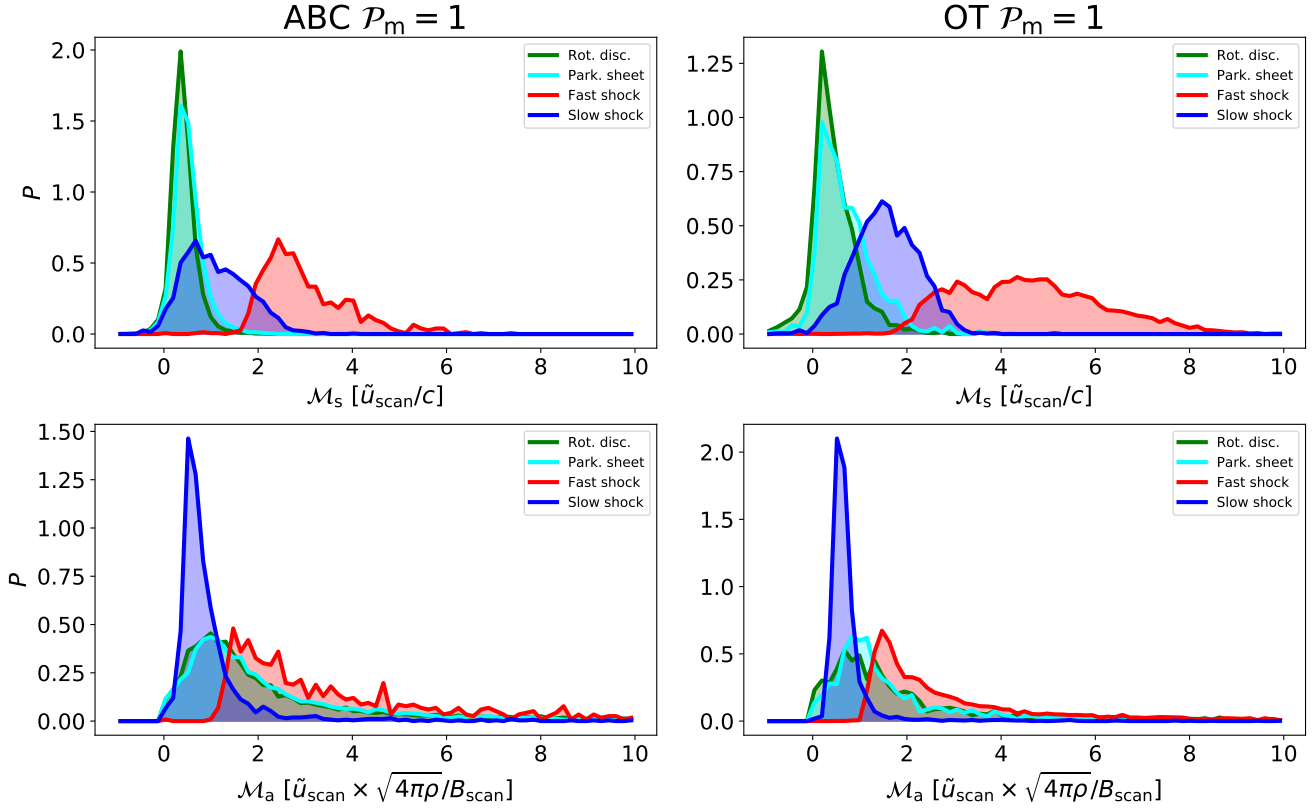 ABC 𝒫m = 1
OT 𝒫m = 1
2.0
1.5
1.0
0.5
0.0
P
Rot. disc.
Park. sheet
Fast shock
Slow shock
0 2 4 6 8 10
ℳs [ũscan/c]
1.25
1.00
0.75
0.50
0.25
0.00
Rot. disc.
Park. sheet
Fast shock
Slow shock
0 2 4 6 8 10
ℳs [ũscan/c]
1.50
1.25
1.00
0.75
0.50
0.25
0.00
P
Rot. disc.
Park. sheet
Fast shock
Slow shock
0 2 4 6 8 10
ℳa [ũscan × √4πρ/Bscan]
2.0
1.5
1.0
0.5
0.0
Rot. disc.
Park. sheet
Fast shock
Slow shock
0 2 4 6 8 10
ℳa [ũscan × √4πρ/Bscan]